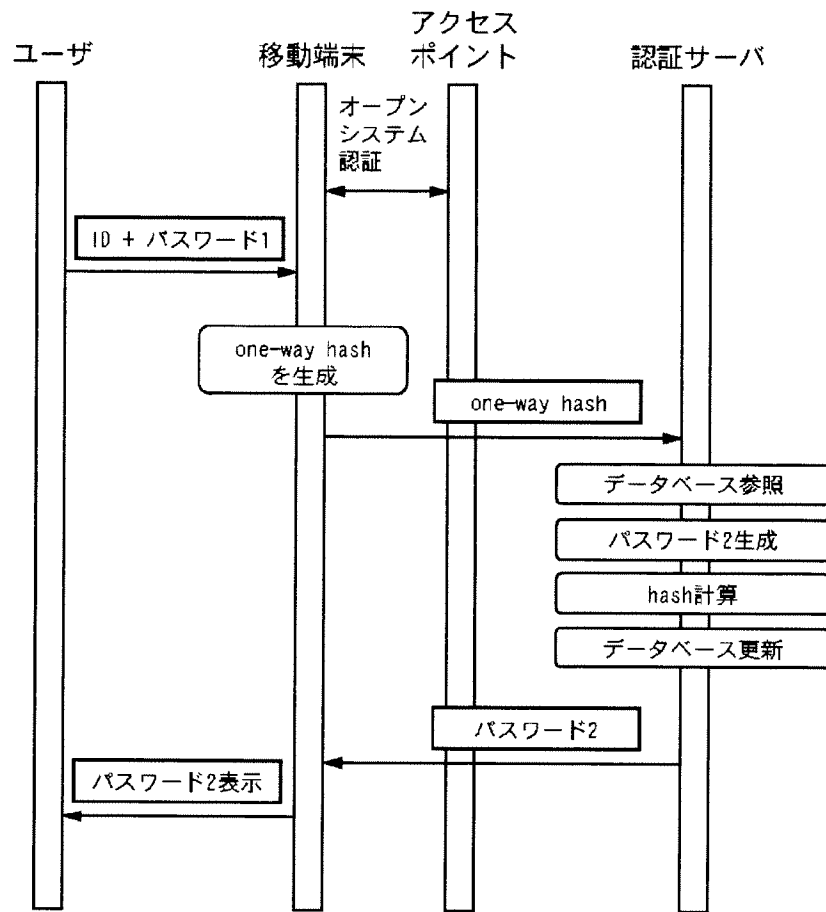 ユーザ
移動端末
アクセス
ポイント
認証サーバ
オープン
システム
認証
ID + パスワード1
one-way hash
を生成
one-way hash
データベース参照
パスワード2生成
hash計算
データベース更新
パスワード2
パスワード2表示